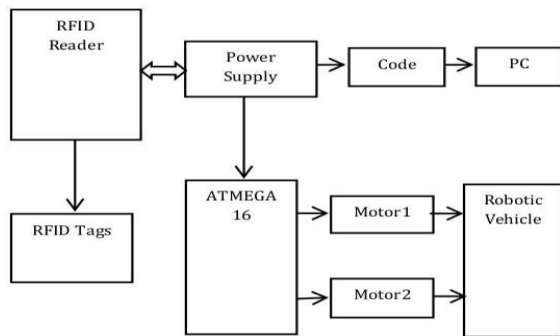 RFID
Reader
Power
Supply
Code
PC
RFID Tags
ATMEGA
16
Motor1
Motor2
Robotic
Vehicle